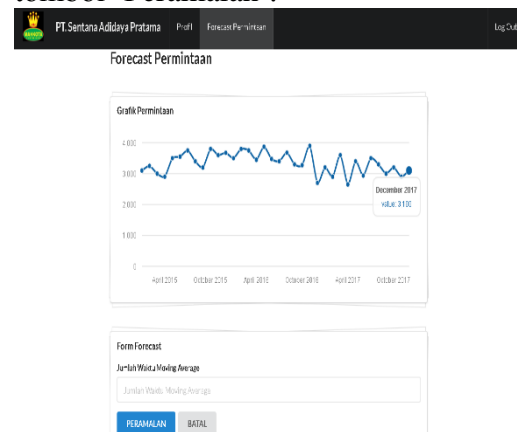 tombol "Peramalan".
PT. Sentana Adidaya Pratama Profil Forecast Permintaan Log Out
Forecast Permintaan
Grafik Permintaan
4.000
3.000
2.000
1.000
0
December 2017
value: 3.100
April 2015 October 2015 April 2016 October 2016 April 2017 October 2017
Form Forecast
Jumlah Waktu Moving Average
Jumlah Waktu Moving Average
PERAMALAN BATAL